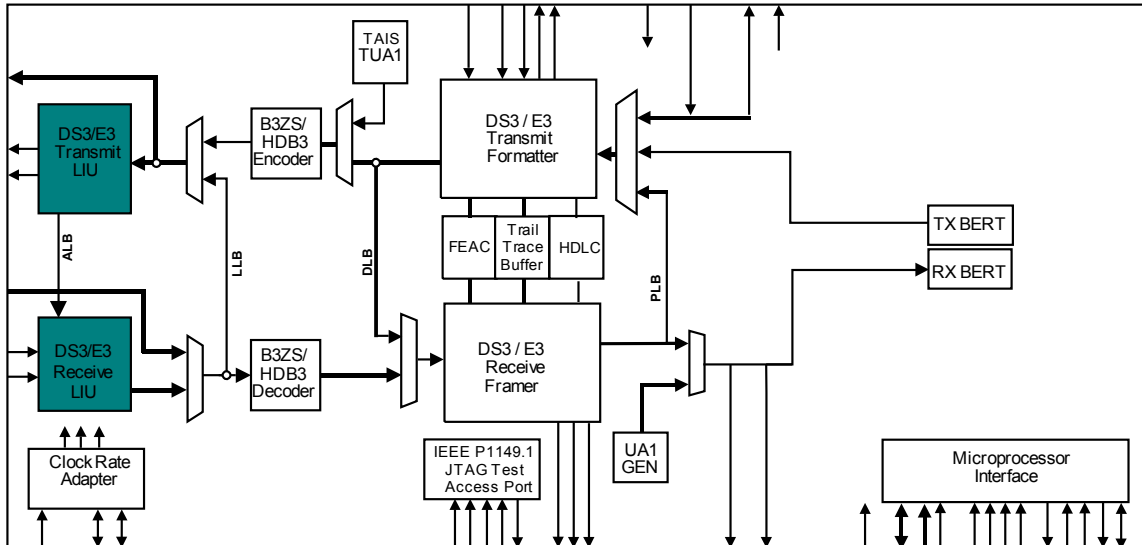 TAIS
TUA1
DS3/E3
Transmit
LIU
B3ZS/
HDB3
Encoder
DS3 / E3
Transmit
Formatter
FEAC
Trail
Trace
Buffer
HDLC
TX BERT
RX BERT
ALB
LLB
DLB
PLB
DS3/E3
Receive
LIU
B3ZS/
HDB3
Decoder
DS3 / E3
Receive
Framer
Clock Rate
Adapter
IEEE P1149.1
JTAG Test
Access Port
UA1
GEN
Microprocessor
Interface